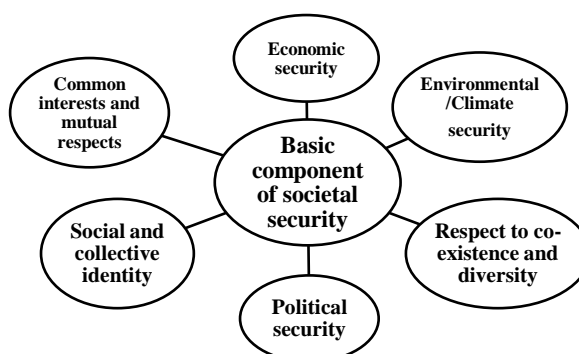 Economic
security
Common
interests and
mutual
respects
Environmental
/Climate
security
Basic
component
of societal
security
Social and
collective
identity
Respect to co-
existence and
diversity
Political
security